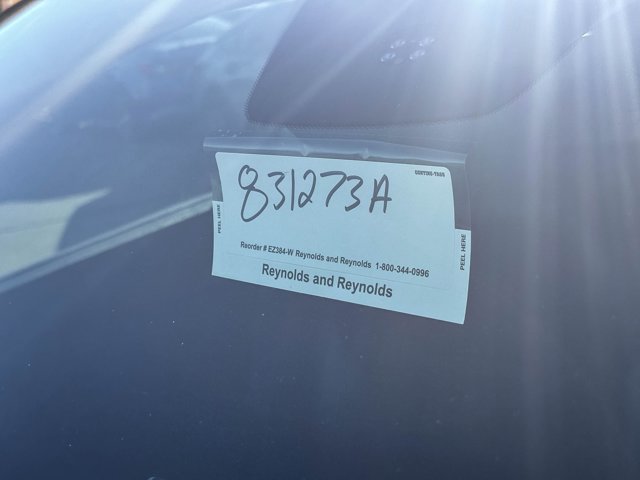 831273A
PEEL HERE
Reorder # EZ384-W Reynolds and Reynolds 1-800-344-0996
PEEL HERE
Reynolds and Reynolds